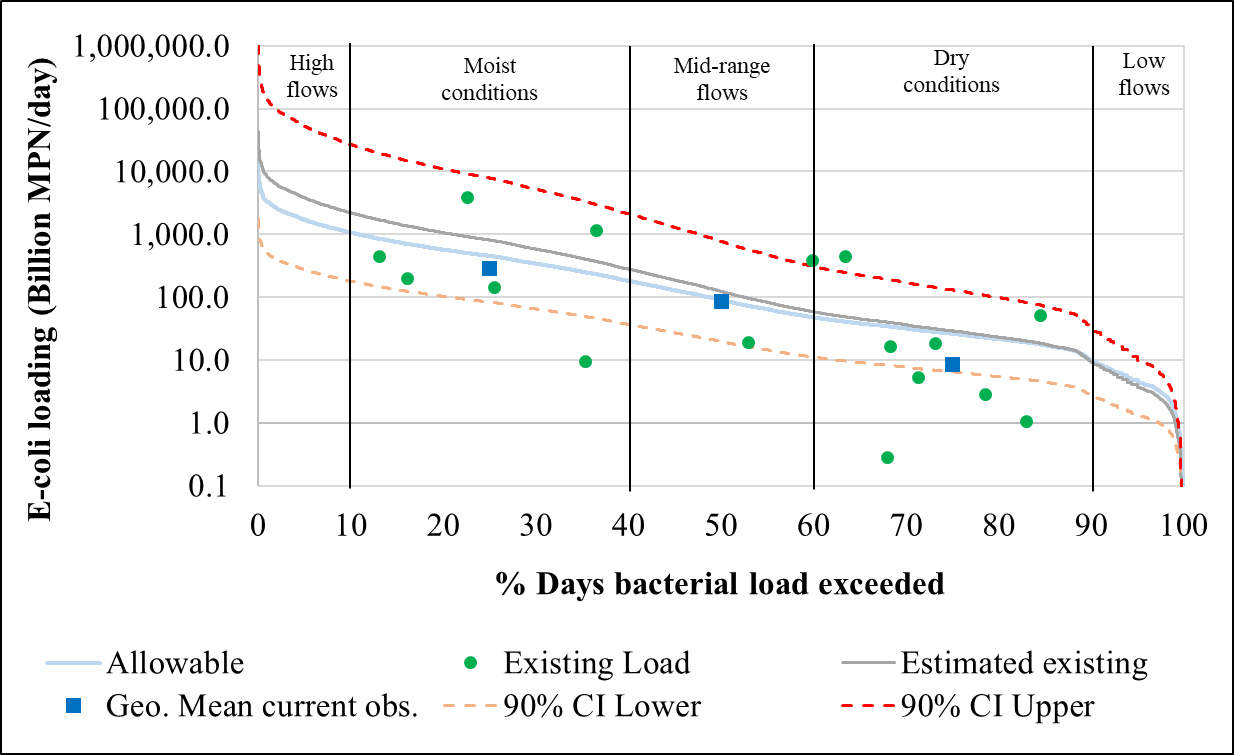 E-coli loading (Billion MPN/day)
1,000,000.0
100,000.0
10,000.0
1,000.0
100.0
10.0
1.0
0.1
High
flows
Moist
conditions
Mid-range
flows
Dry
conditions
Low
flows
0 10 20 30 40 50 60 70 80 90 100
% Days bacterial load exceeded
Allowable Existing Load Estimated existing
Geo. Mean current obs. 90% CI Lower 90% CI Upper